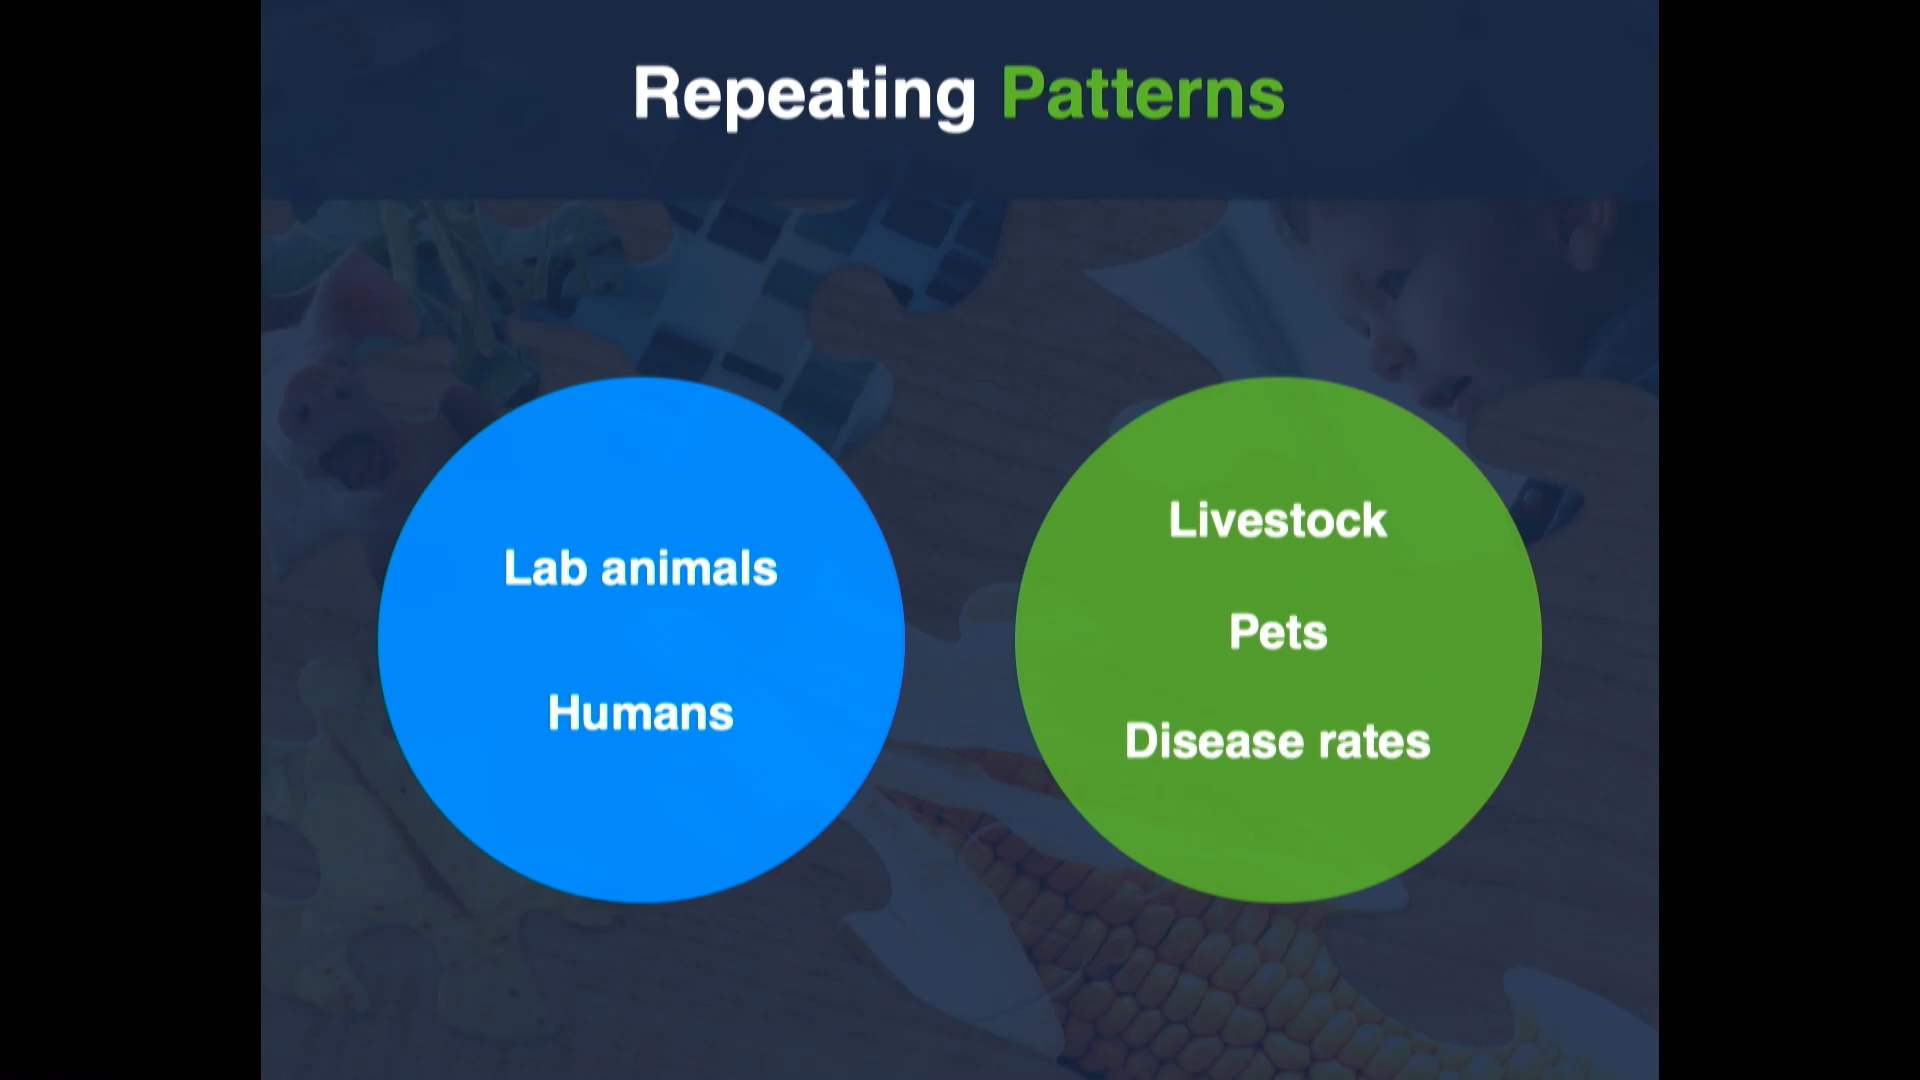 Repeating Patterns
Lab animals
Humans
Livestock
Pets
Disease rates